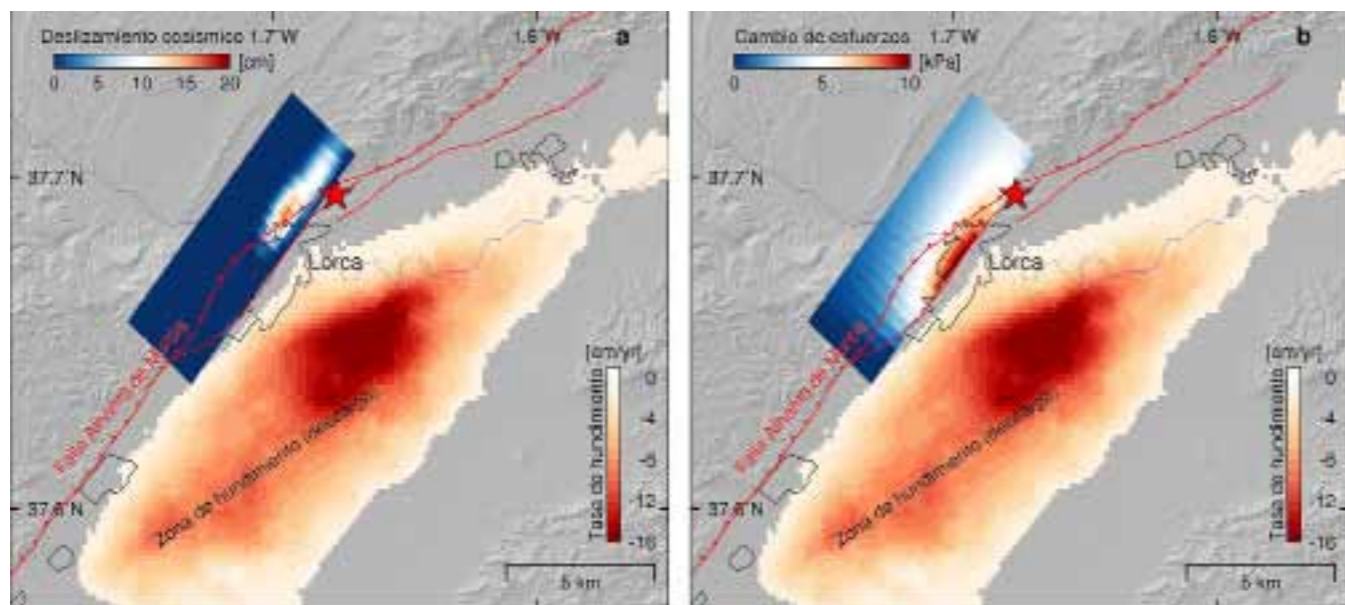 Deslizamiento cosísmico 1.7°W
1.6°W
a
[cm]
0 5 10 15 20
37.7°N
Lorca
Falla Alhama de Murcia
[cm/yr]
0
-4
-8
-12
-16
Tasa de hundimiento
Zona de hundimiento (descarga)
37.6°N
5 km
Cambio de esfuerzos 1.7°W
1.6°W
b
[kPa]
0 5 10
37.7°N
Lorca
Falla Alhama de Murcia
[cm/yr]
0
-4
-8
-12
-16
Tasa de hundimiento
Zona de hundimiento (descarga)
37.6°N
5 km